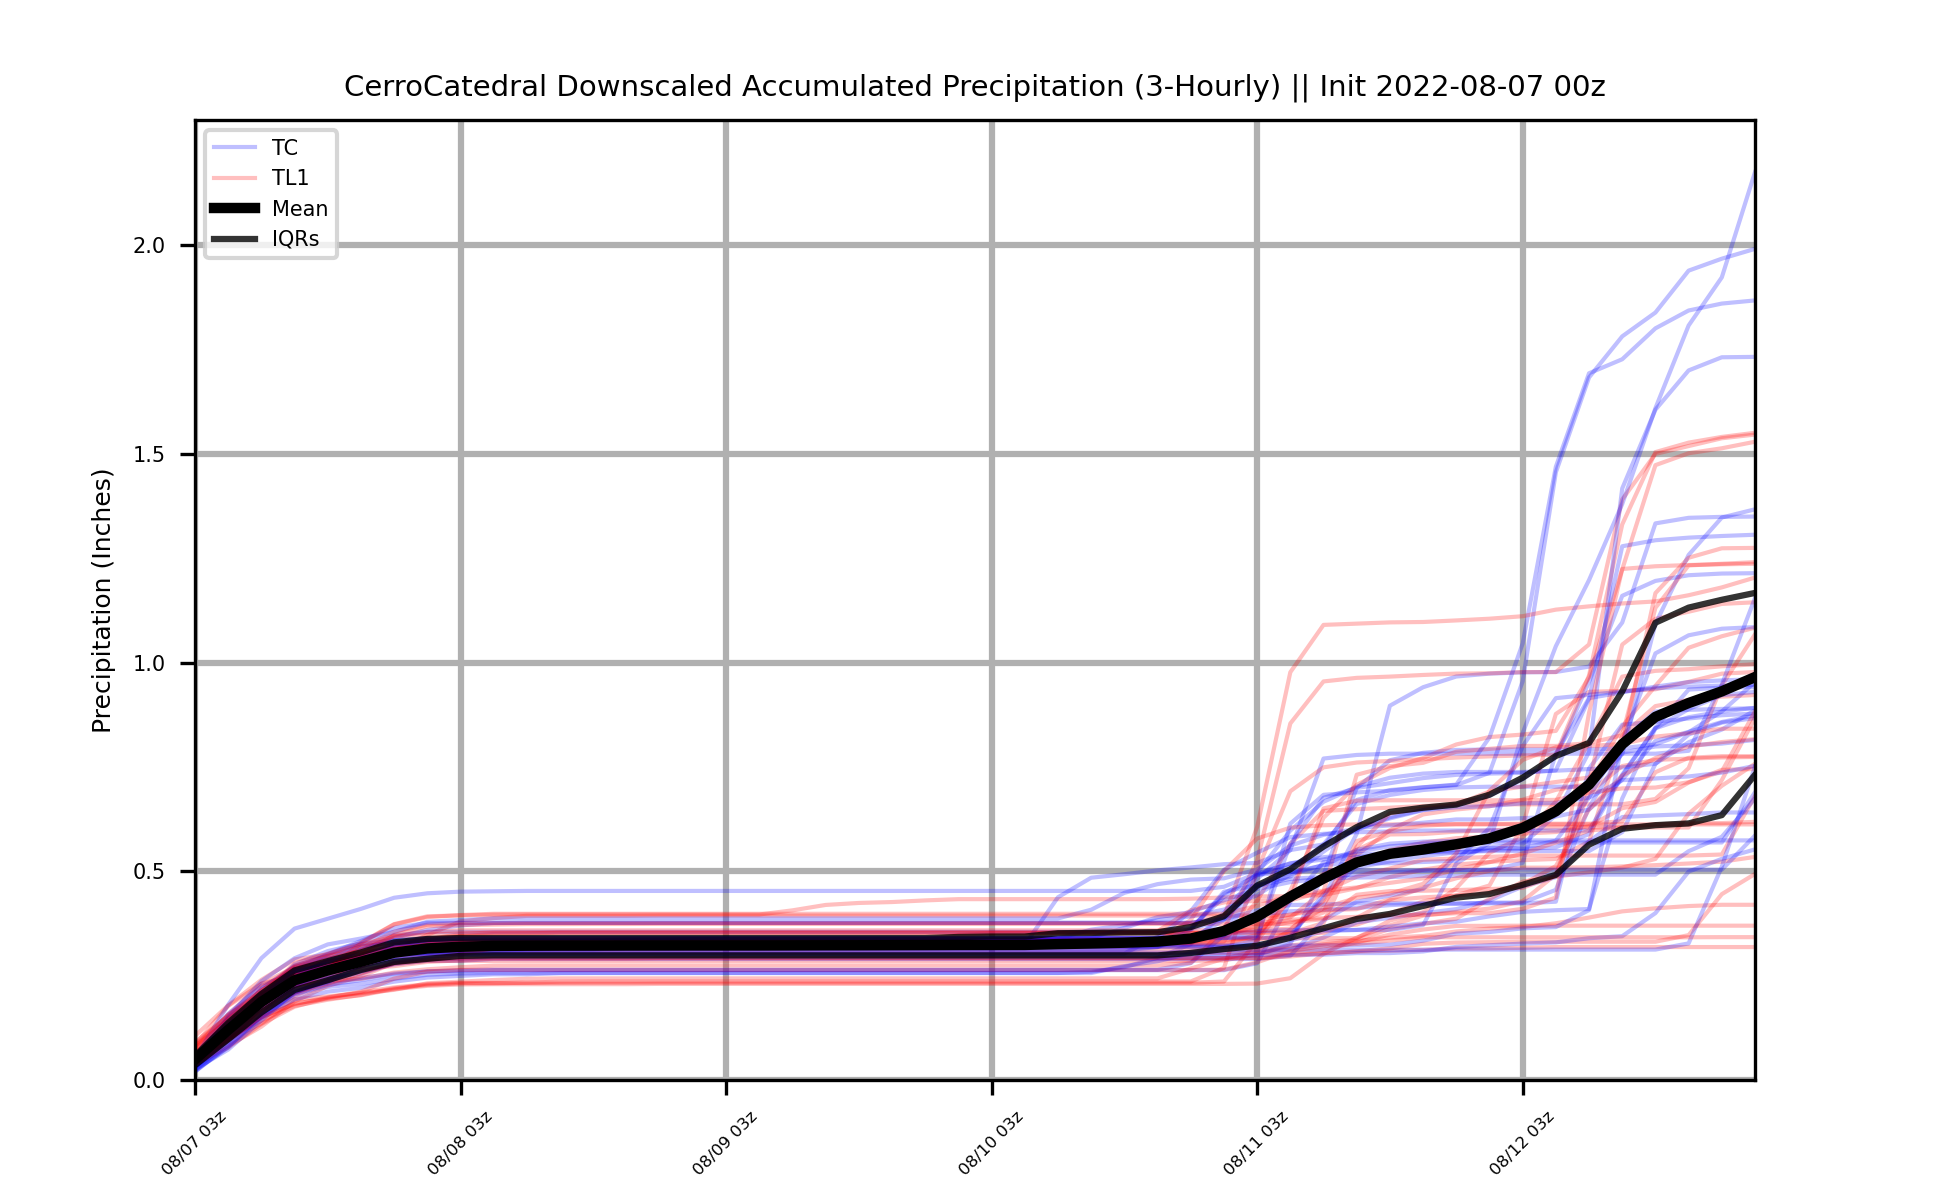 CerroCatedral Downscaled Accumulated Precipitation (3-Hourly) || Init 2022-08-07 00z
TC
TL1
Mean
IQRs
Precipitation (Inches)
2.0
1.5
1.0
0.5
0.0
08/07 03z
08/08 03z
08/09 03z
08/10 03z
08/11 03z
08/12 03z